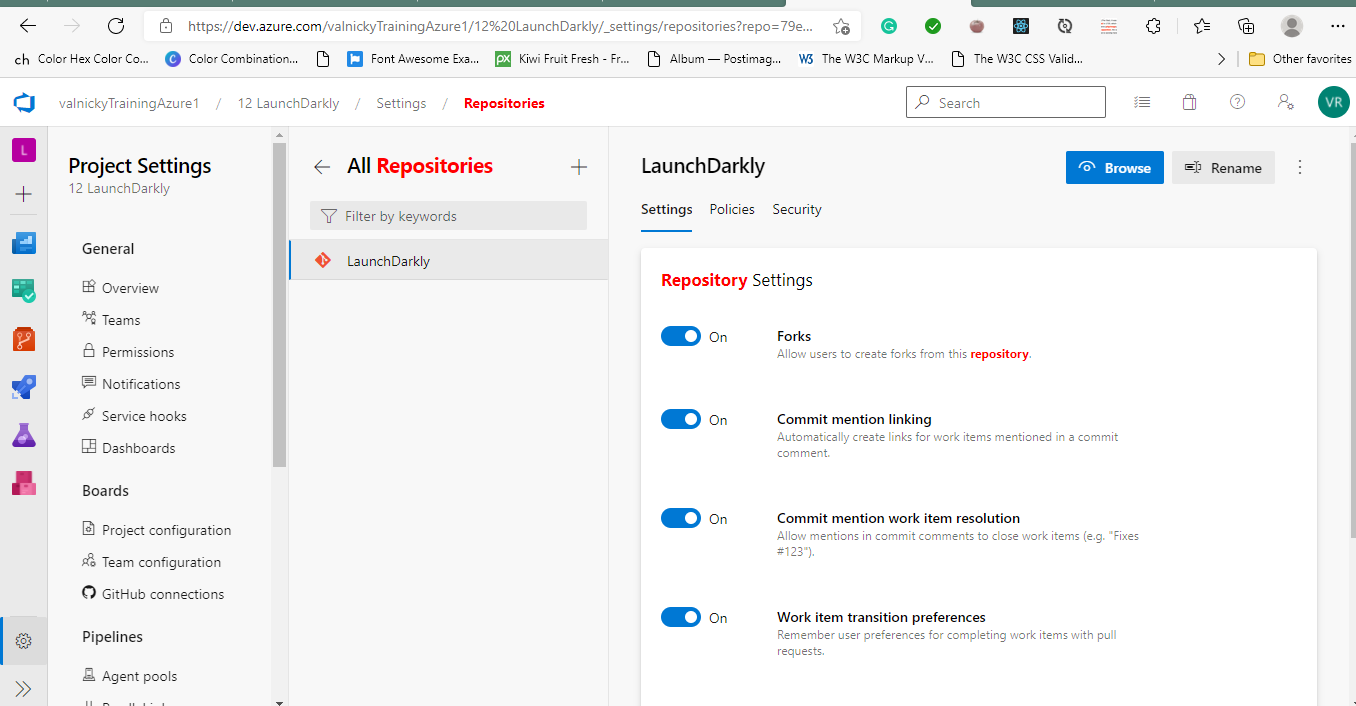 https://dev.azure.com/valnickyTrainingAzure1/12%20LaunchDarkly/_settings/repositories?repo=79e...
ch Color Hex Color Co... C Color Combination... Font Awesome Exa... px Kiwi Fruit Fresh - Fr... Album — Postimag... W3 The W3C Markup V... The W3C CSS Valid... Other favorites
valnickyTrainingAzure1 / 12 LaunchDarkly / Settings / Repositories
Search
VR
L
Project Settings
12 LaunchDarkly
General
Overview
Teams
Permissions
Notifications
Service hooks
Dashboards
Boards
Project configuration
Team configuration
GitHub connections
Pipelines
Agent pools
All Repositories
Filter by keywords
LaunchDarkly
LaunchDarkly
Browse
Rename
Settings Policies Security
Repository Settings
On
Forks
Allow users to create forks from this repository.
On
Commit mention linking
Automatically create links for work items mentioned in a commit
comment.
On
Commit mention work item resolution
Allow mentions in commit comments to close work items (e.g. "Fixes
#123").
On
Work item transition preferences
Remember user preferences for completing work items with pull
requests.